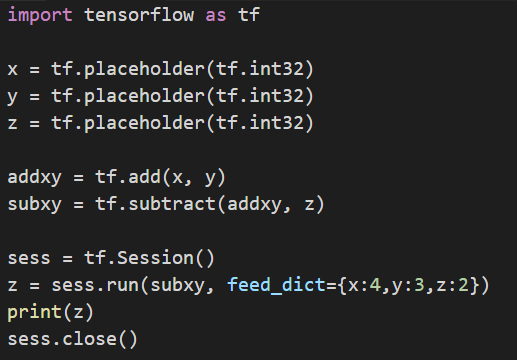 import tensorflow as tf
x = tf.placeholder(tf.int32)
y = tf.placeholder(tf.int32)
z = tf.placeholder(tf.int32)
addxy = tf.add(x, y)
subxy = tf.subtract(addxy, z)
sess = tf.Session()
z = sess.run(subxy, feed_dict={x:4,y:3,z:2})
print(z)
sess.close()